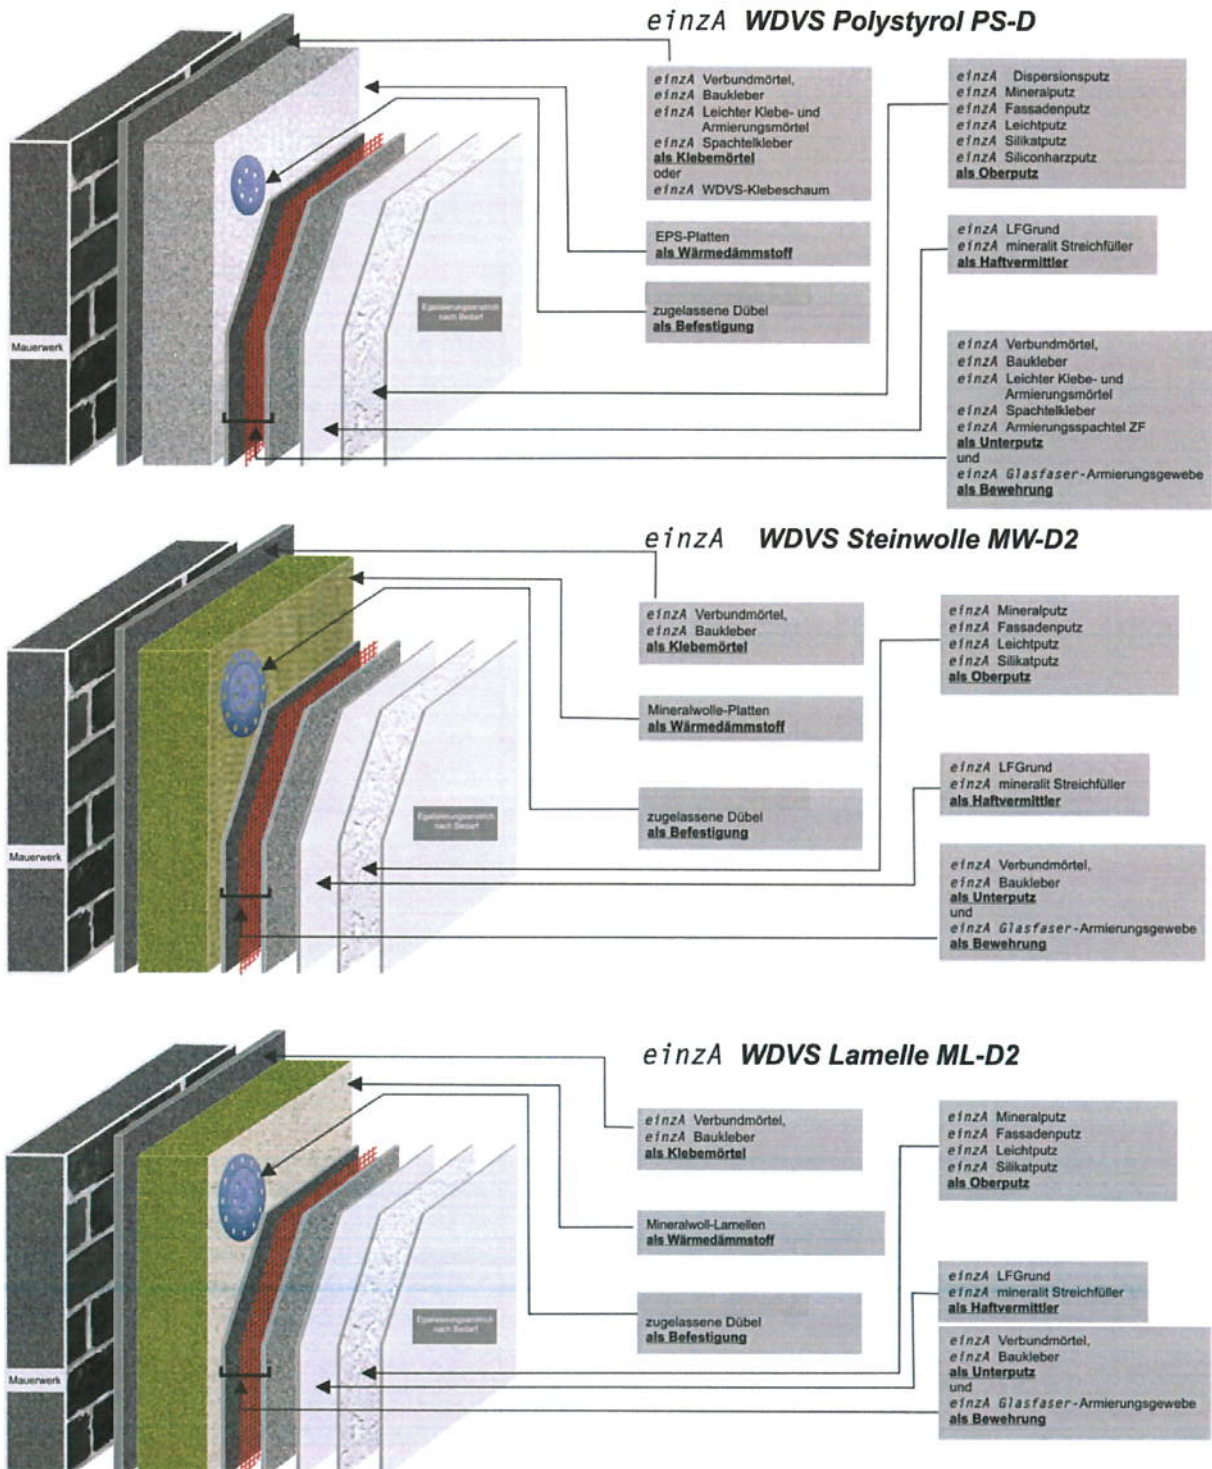 einzA WDVS Polystyrol PS-D
einzA Verbundmörtel,
einzA Baukleber
einzA Leichter Klebe- und
Armierungsmörtel
einzA Spachtelkleber
als Klebemörtel
oder
einzA WDVS-Klebeschaum
einzA Dispersionsputz
einzA Mineralputz
einzA Fassadenputz
einzA Leichtputz
einzA Silikatputz
einzA Siliconharzputz
als Oberputz
EPS-Platten
als Wärmedämmstoff
einzA LFGrund
einzA mineralit Streichfüller
als Haftvermittler
zugelassene Dübel
als Befestigung
Egalisierungsanstrich
nach Bedarf
Mauerwerk
einzA Verbundmörtel,
einzA Baukleber
einzA Leichter Klebe- und
Armierungsmörtel
einzA Spachtelkleber
einzA Armierungsspachtel ZF
als Unterputz
und
einzA Glasfaser-Armierungsgewebe
als Bewehrung
einzA WDVS Steinwolle MW-D2
einzA Verbundmörtel,
einzA Baukleber
als Klebemörtel
einzA Mineralputz
einzA Fassadenputz
einzA Leichtputz
einzA Silikatputz
als Oberputz
Mineralwolle-Platten
als Wärmedämmstoff
einzA LFGrund
einzA mineralit Streichfüller
als Haftvermittler
zugelassene Dübel
als Befestigung
Egalisierungsanstrich
nach Bedarf
Mauerwerk
einzA Verbundmörtel,
einzA Baukleber
als Unterputz
und
einzA Glasfaser-Armierungsgewebe
als Bewehrung
einzA WDVS Lamelle ML-D2
einzA Verbundmörtel,
einzA Baukleber
als Klebemörtel
einzA Mineralputz
einzA Fassadenputz
einzA Leichtputz
einzA Silikatputz
als Oberputz
Mineralwoll-Lamellen
als Wärmedämmstoff
einzA LFGrund
einzA mineralit Streichfüller
als Haftvermittler
zugelassene Dübel
als Befestigung
Egalisierungsanstrich
nach Bedarf
Mauerwerk
einzA Verbundmörtel,
einzA Baukleber
als Unterputz
und
einzA Glasfaser-Armierungsgewebe
als Bewehrung